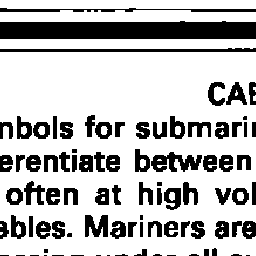 CAB
nbols for submarin
erentiate between
often at high vol
ables. Mariners are